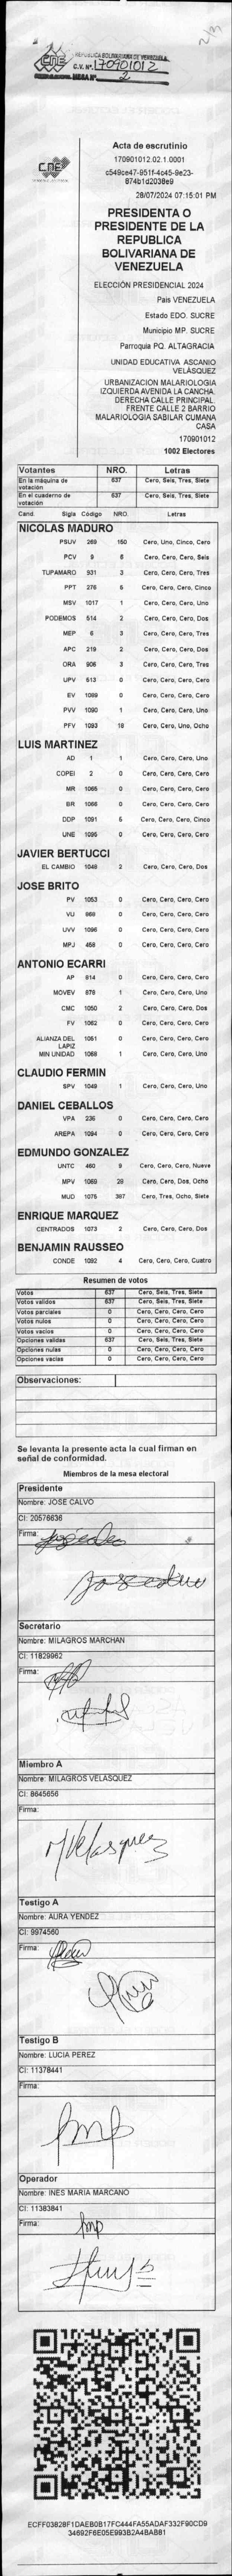 2/3
CNE
REPUBLICA BOLIVARIANA DE VENEZUELA
C.V. Nº. 170901012
MESA Nº 2
CNE
Acta de escrutinio
170901012.02.1.0001
c549ce47-951f-4c45-9e23-
874b1d2038e9
28/07/2024 07:15:01 PM
PRESIDENTA O
PRESIDENTE DE LA
REPUBLICA
BOLIVARIANA DE
VENEZUELA
ELECCIÓN PRESIDENCIAL 2024
Pais VENEZUELA
Estado EDO. SUCRE
Municipio MP. SUCRE
Parroquia PQ. ALTAGRACIA
UNIDAD EDUCATIVA ASCANIO
VELÁSQUEZ
URBANIZACION MALARIOLOGIA
IZQUIERDA AVENIDA LA CANCHA.
DERECHA CALLE PRINCIPAL.
FRENTE CALLE 2 BARRIO
MALARIOLOGIA SABILAR CUMANA
CASA
170901012
1002 Electores
Votantes NRO. Letras
En la máquina de votación 637 Cero, Seis, Tres, Siete
En el cuaderno de votación 637 Cero, Seis, Tres, Siete
Cand. Sigla Código NRO. Letras
NICOLAS MADURO
PSUV 269 150 Cero, Uno, Cinco, Cero
PCV 9 6 Cero, Cero, Cero, Seis
TUPAMARO 931 3 Cero, Cero, Cero, Tres
PPT 276 5 Cero, Cero, Cero, Cinco
MSV 1017 1 Cero, Cero, Cero, Uno
PODEMOS 514 2 Cero, Cero, Cero, Dos
MEP 6 3 Cero, Cero, Cero, Tres
APC 219 2 Cero, Cero, Cero, Dos
ORA 906 3 Cero, Cero, Cero, Tres
UPV 513 0 Cero, Cero, Cero, Cero
EV 1089 0 Cero, Cero, Cero, Cero
PVV 1090 1 Cero, Cero, Cero, Uno
PFV 1093 18 Cero, Cero, Uno, Ocho
LUIS MARTINEZ
AD 1 1 Cero, Cero, Cero, Uno
COPEI 2 0 Cero, Cero, Cero, Cero
MR 1065 0 Cero, Cero, Cero, Cero
BR 1066 0 Cero, Cero, Cero, Cero
DDP 1091 5 Cero, Cero, Cero, Cinco
UNE 1095 0 Cero, Cero, Cero, Cero
JAVIER BERTUCCI
EL CAMBIO 1048 2 Cero, Cero, Cero, Dos
JOSE BRITO
PV 1053 0 Cero, Cero, Cero, Cero
VU 969 0 Cero, Cero, Cero, Cero
UVV 1096 0 Cero, Cero, Cero, Cero
MPJ 458 0 Cero, Cero, Cero, Cero
ANTONIO ECARRI
AP 914 0 Cero, Cero, Cero, Cero
MOVEV 879 1 Cero, Cero, Cero, Uno
CMC 1050 2 Cero, Cero, Cero, Dos
FV 1062 0 Cero, Cero, Cero, Cero
ALIANZA DEL LAPIZ 1051 0 Cero, Cero, Cero, Cero
MIN UNIDAD 1068 1 Cero, Cero, Cero, Uno
CLAUDIO FERMIN
SPV 1049 1 Cero, Cero, Cero, Uno
DANIEL CEBALLOS
VPA 236 0 Cero, Cero, Cero, Cero
AREPA 1094 0 Cero, Cero, Cero, Cero
EDMUNDO GONZALEZ
UNTC 460 9 Cero, Cero, Cero, Nueve
MPV 1069 28 Cero, Cero, Dos, Ocho
MUD 1075 387 Cero, Tres, Ocho, Siete
ENRIQUE MARQUEZ
CENTRADOS 1073 2 Cero, Cero, Cero, Dos
BENJAMIN RAUSSEO
CONDE 1092 4 Cero, Cero, Cero, Cuatro
Resumen de votos
Votos 637 Cero, Seis, Tres, Siete
Votos validos 637 Cero, Seis, Tres, Siete
Votos parciales 0 Cero, Cero, Cero, Cero
Votos nulos 0 Cero, Cero, Cero, Cero
Votos vacios 0 Cero, Cero, Cero, Cero
Opciones validas 637 Cero, Seis, Tres, Siete
Opciones nulas 0 Cero, Cero, Cero, Cero
Opciones vacias 0 Cero, Cero, Cero, Cero
Observaciones:
Se levanta la presente acta la cual firman en
señal de conformidad.
Miembros de la mesa electoral
Presidente
Nombre: JOSE CALVO
CI: 20576636
Firma:
Secretario
Nombre: MILAGROS MARCHAN
CI: 11829962
Firma:
Miembro A
Nombre: MILAGROS VELASQUEZ
CI: 8645656
Firma:
MVelasquez
Testigo A
Nombre: AURA YENDEZ
CI: 9974560
Firma:
Testigo B
Nombre: LUCIA PEREZ
CI: 11378441
Firma:
Operador
Nombre: INES MARIA MARCANO
CI: 11383841
Firma:
ECFF03828F1DAEB0B17FC444FA55ADAF332F90CD9
34692F6E05E993B2A4BAB81